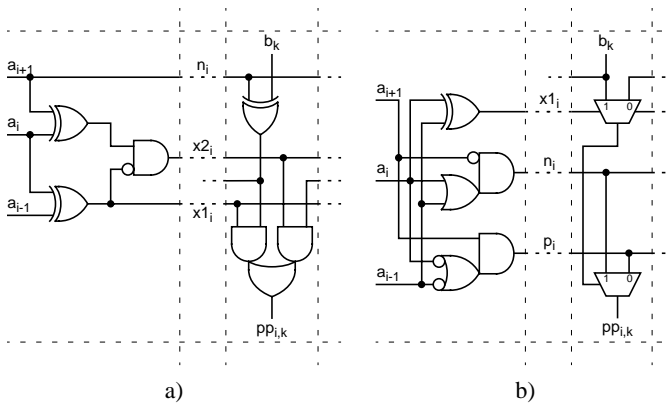 b_k
b_k
a_{i+1}
n_i
a_{i+1}
x1_i
1
0
a_i
x2_i
a_i
n_i
x1_i
a_{i-1}
p_i
a_{i-1}
1
0
pp_{i,k}
pp_{i,k}
a)
b)